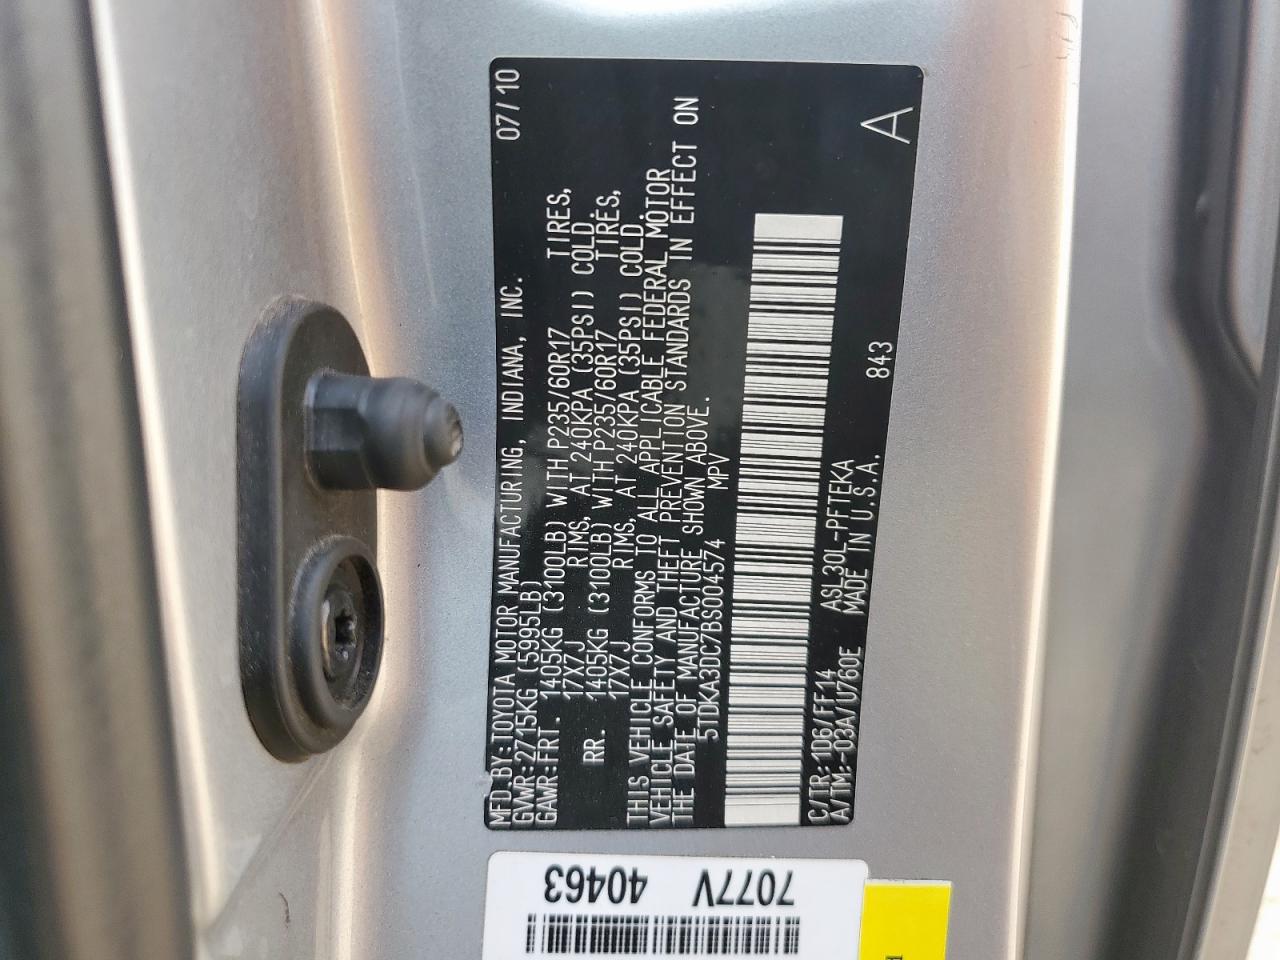 MFD BY:TOYOTA MOTOR MANUFACTURING, INDIANA, INC. 07/10
GVWR:2715KG (5995LB)
GAWR:FRT. 1405KG (3100LB) WITH P235/60R17 TIRES,
17X7J RIMS, AT 240KPA (35PSI) COLD.
RR. 1405KG (3100LB) WITH P235/60R17 TIRES,
17X7J RIMS, AT 240KPA (35PSI) COLD.
THIS VEHICLE CONFORMS TO ALL APPLICABLE FEDERAL MOTOR
VEHICLE SAFETY AND THEFT PREVENTION STANDARDS IN EFFECT ON
THE DATE OF MANUFACTURE SHOWN ABOVE.
5TDKA3DC7BS004574 MPV
C/TR:1D6/FF14 ASL30L-PFTEKA 843 A
A/TM:-03A/U760E MADE IN U.S.A.
7077V 40463